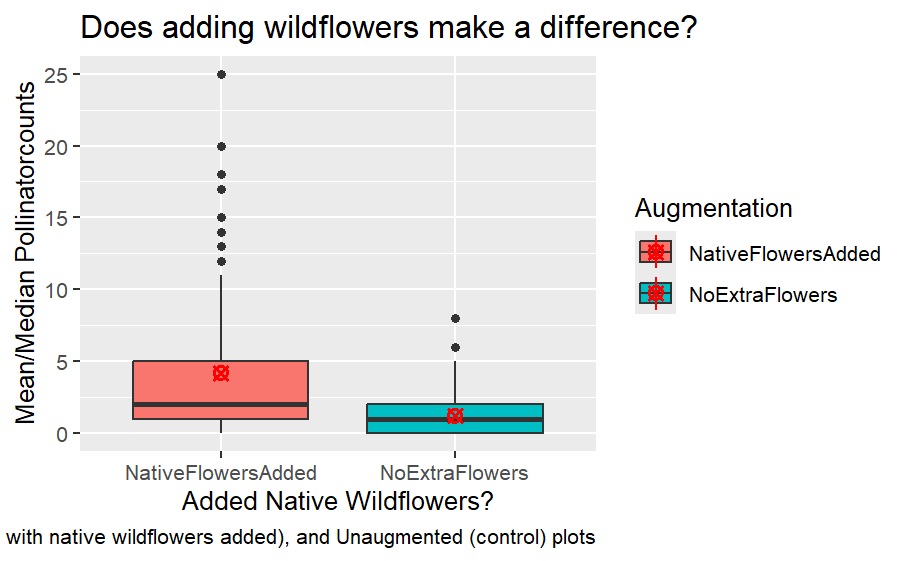 Does adding wildflowers make a difference?
Mean/Median Pollinatorcounts
25
20
15
10
5
0
NativeFlowersAdded NoExtraFlowers
Added Native Wildflowers?
with native wildflowers added), and Unaugmented (control) plots
Augmentation
NativeFlowersAdded
NoExtraFlowers